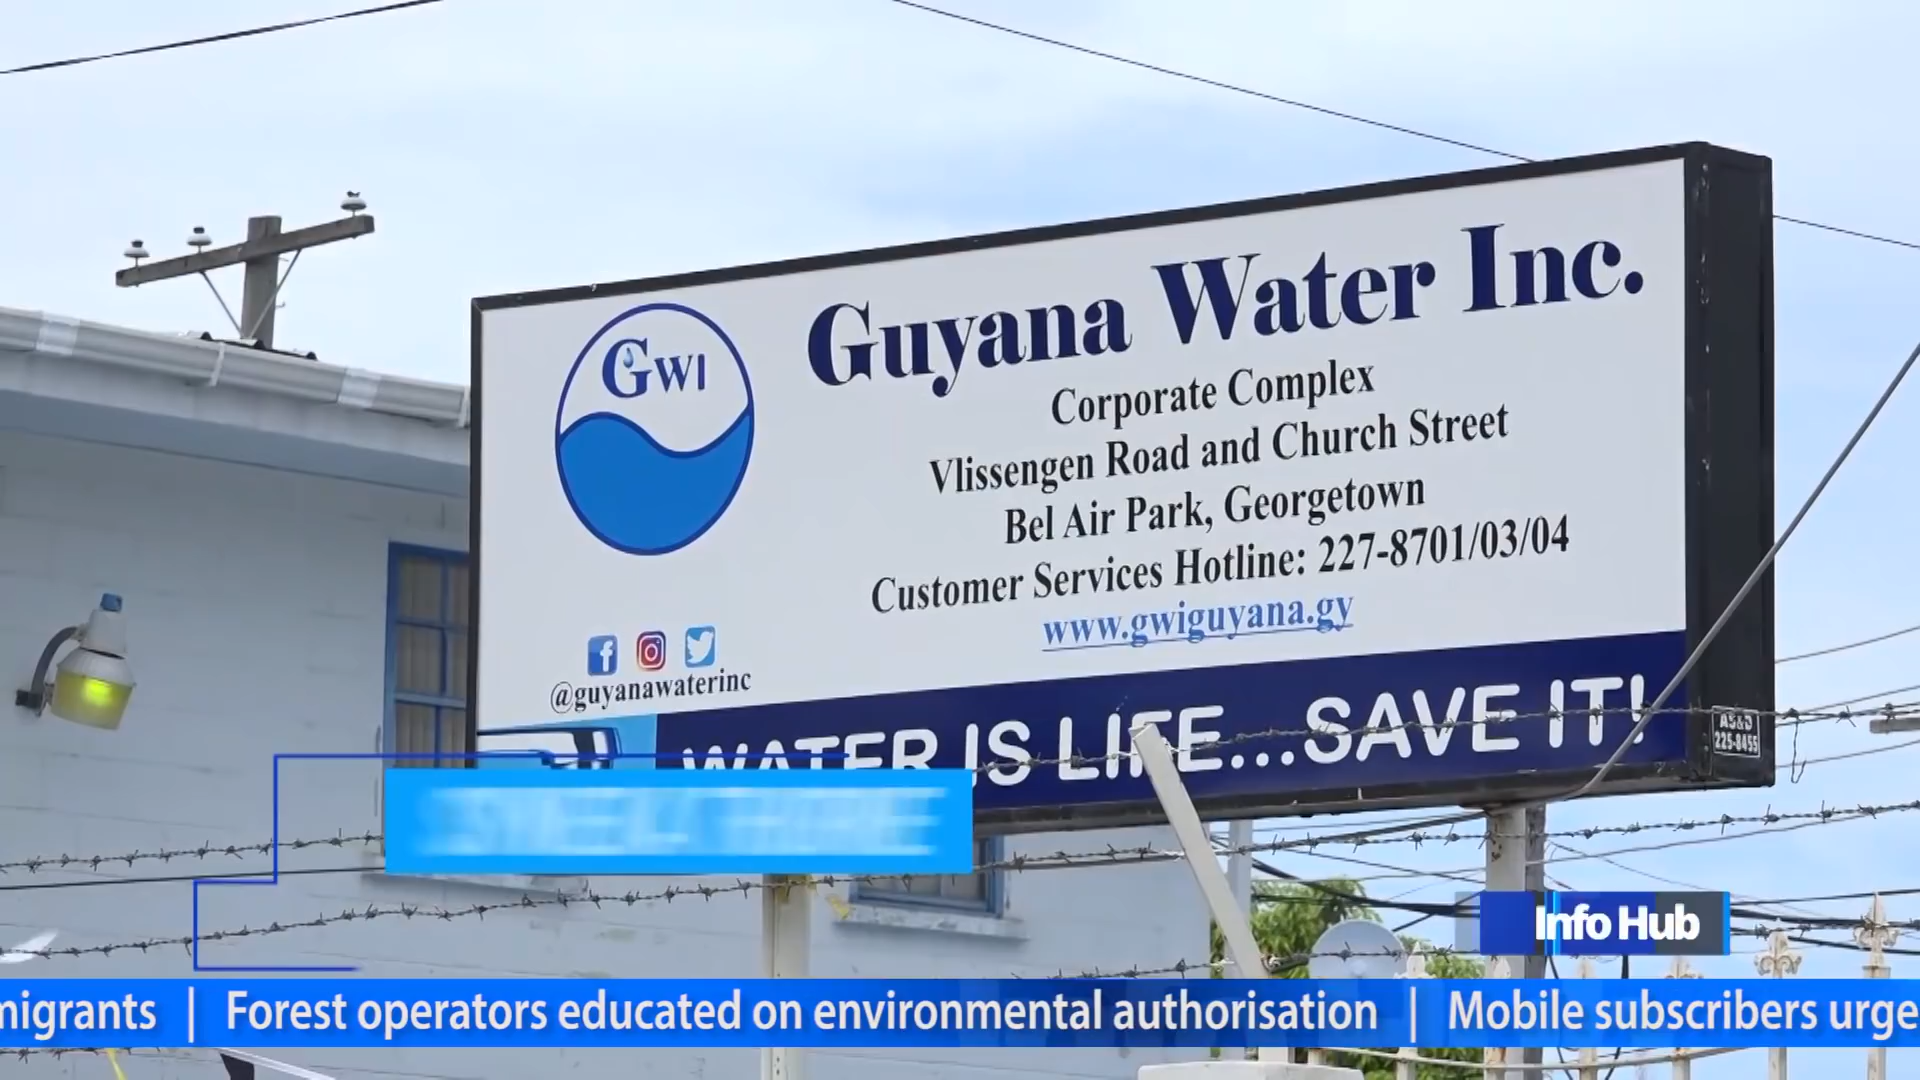 GWI
Guyana Water Inc.
Corporate Complex
Vlissengen Road and Church Street
Bel Air Park, Georgetown
Customer Services Hotline: 227-8701/03/04
www.gwiguyana.gy
@guyanawaterinc
WATER IS LIFE...SAVE IT!
225-8455
Info Hub
migrants | Forest operators educated on environmental authorisation | Mobile subscribers urge